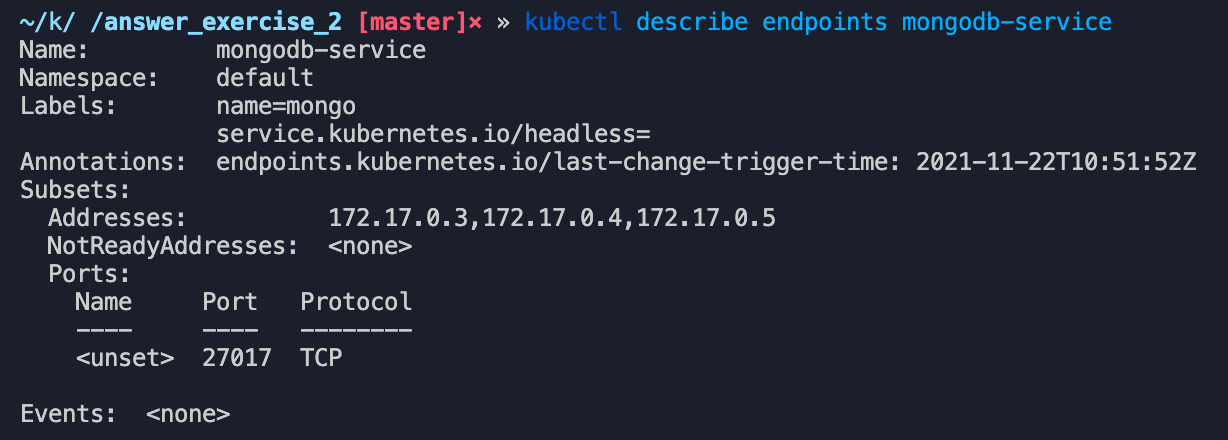 ~/k/ /answer_exercise_2 [master]× » kubectl describe endpoints mongodb-service
Name:         mongodb-service
Namespace:    default
Labels:       name=mongo
              service.kubernetes.io/headless=
Annotations:  endpoints.kubernetes.io/last-change-trigger-time: 2021-11-22T10:51:52Z
Subsets:
  Addresses:          172.17.0.3,172.17.0.4,172.17.0.5
  NotReadyAddresses:  <none>
  Ports:
    Name     Port   Protocol
    ----     ----   --------
    <unset>  27017  TCP

Events:  <none>